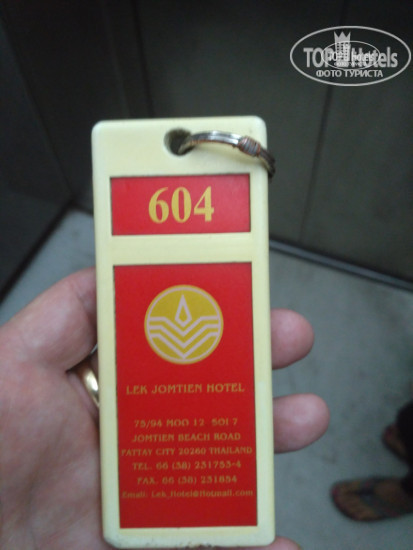 TOP Hotels
ФОТО ТУРИСТА
604
LEK JOMTIEN HOTEL
75/94 MOO 12 SOI 7
JOMTIEN BEACH ROAD
PATTAY CITY 20260 THAILAND
TEL. 66 (38) 231753-4
FAX. 66 (38) 231854
Email: